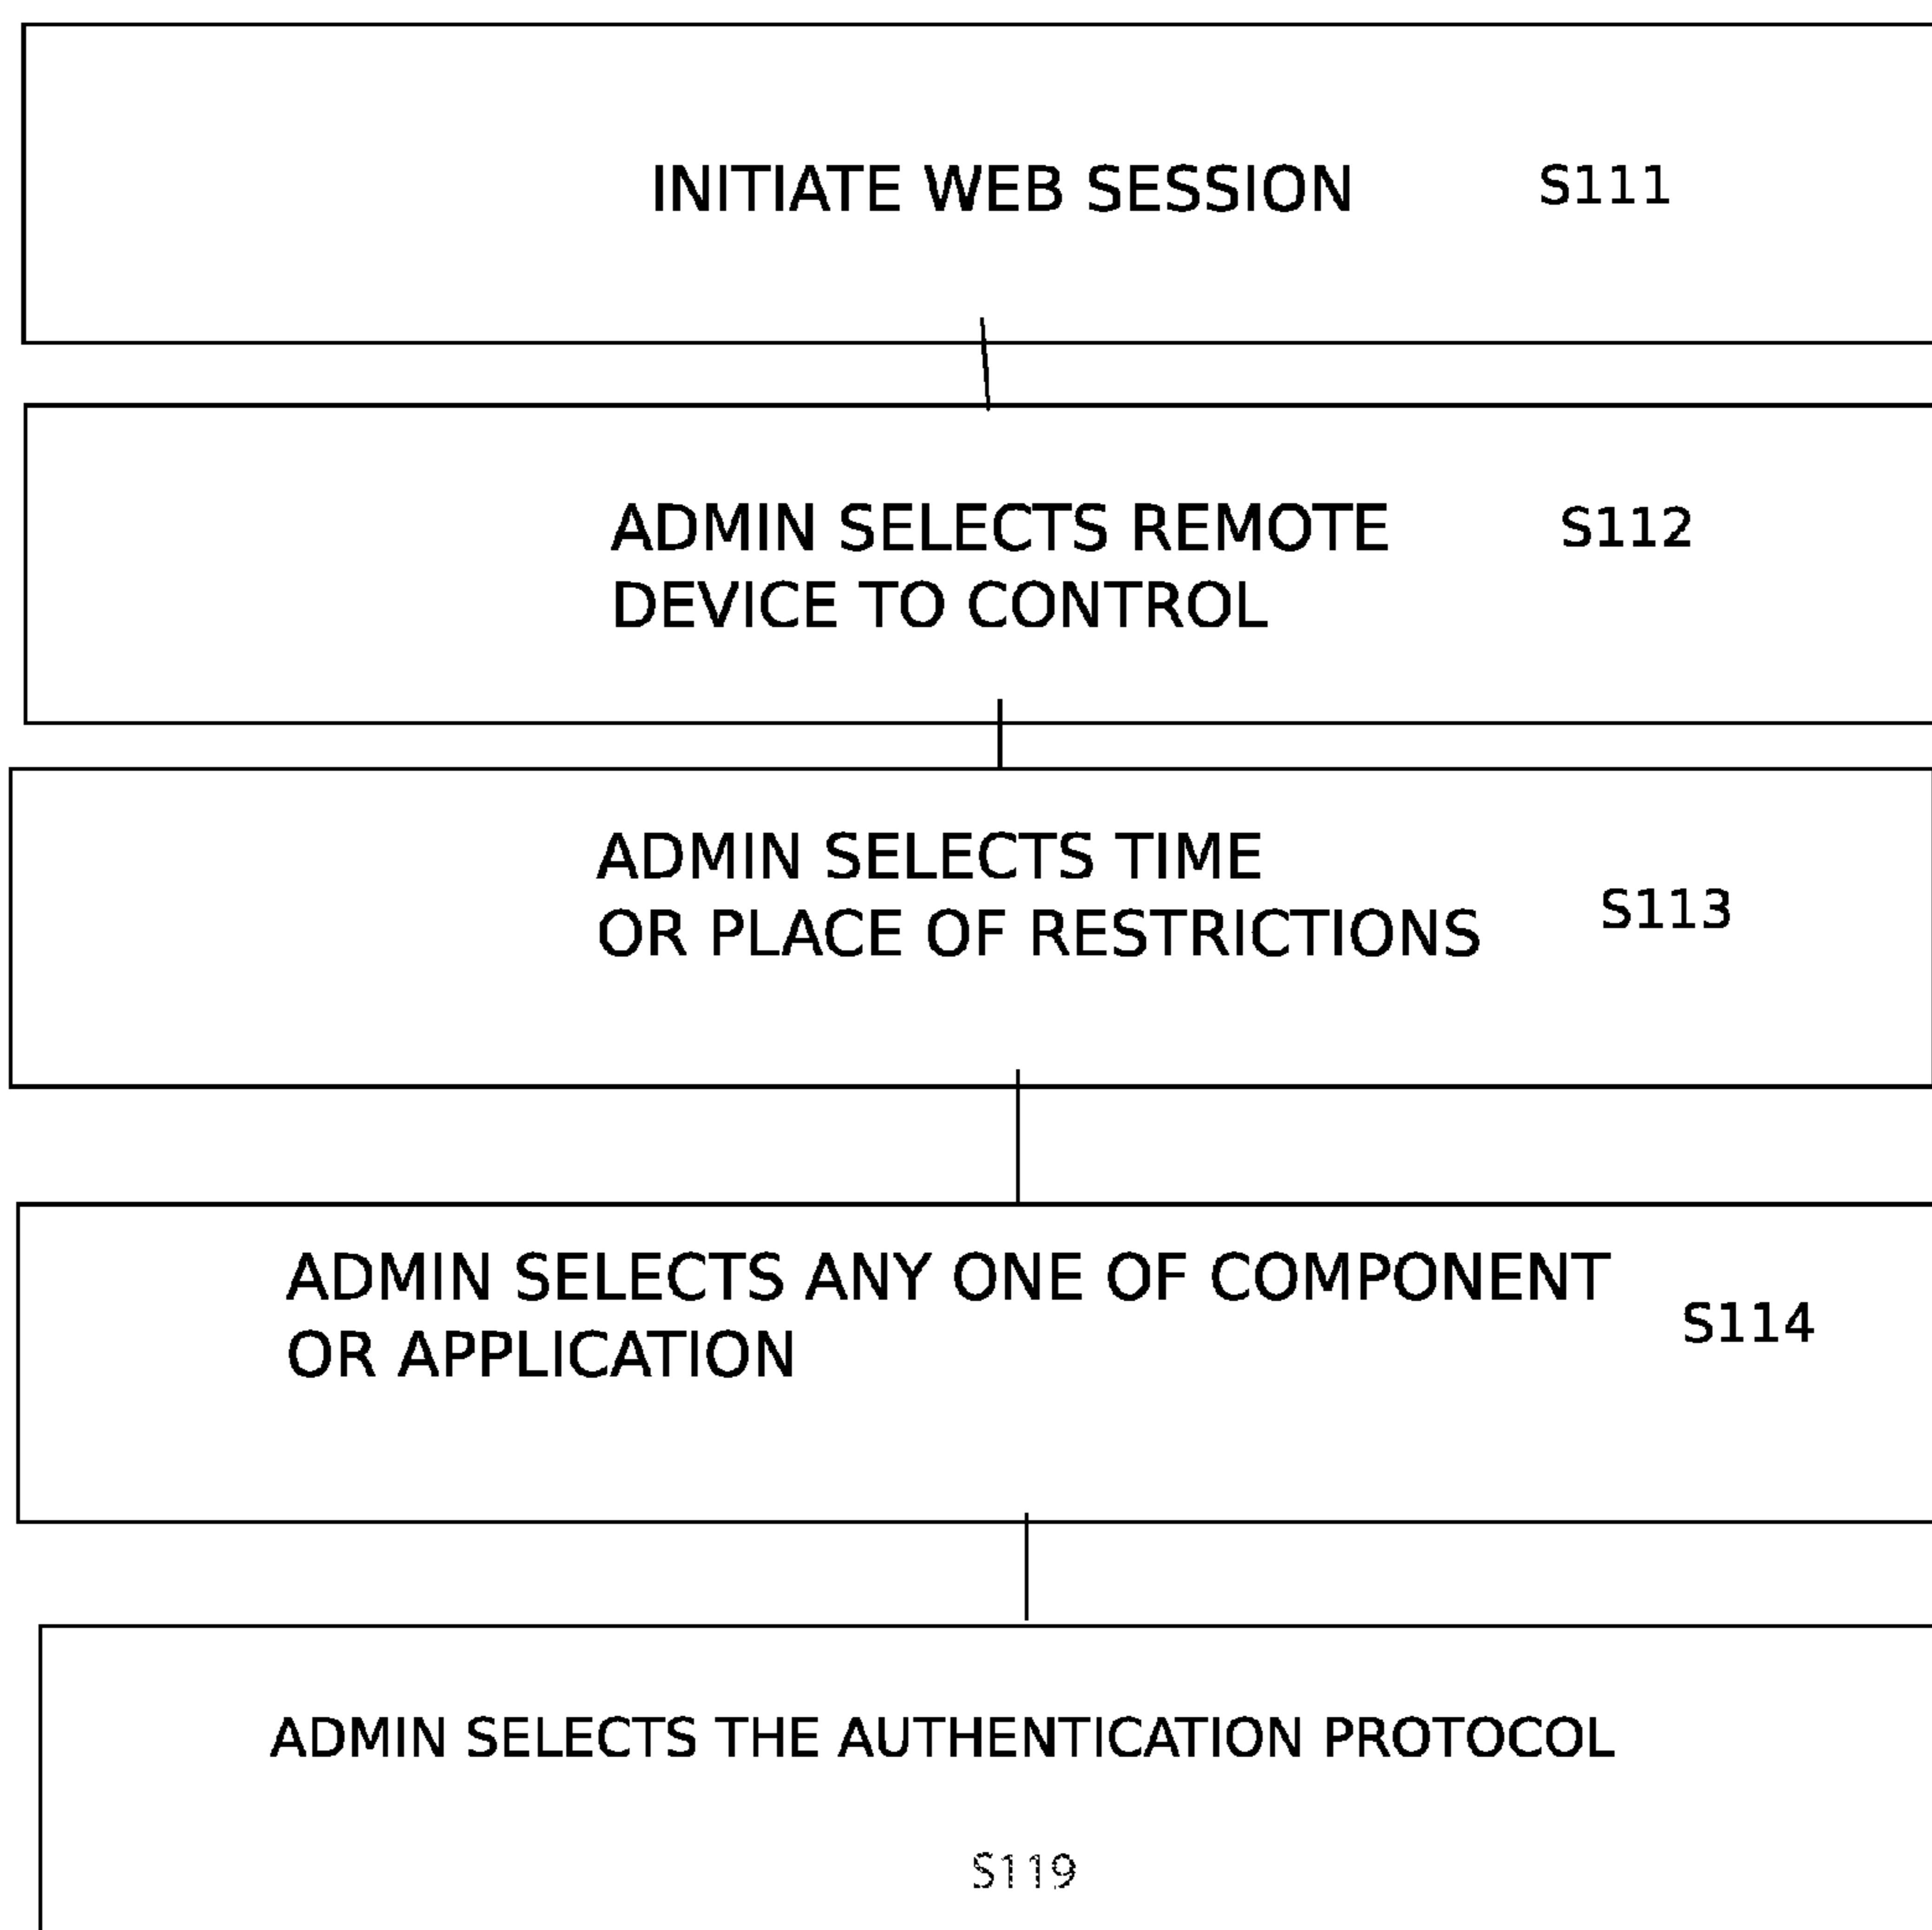 INITIATE WEB SESSION S111
ADMIN SELECTS REMOTE S112
DEVICE TO CONTROL
ADMIN SELECTS TIME
OR PLACE OF RESTRICTIONS S113
ADMIN SELECTS ANY ONE OF COMPONENT
OR APPLICATION S114
ADMIN SELECTS THE AUTHENTICATION PROTOCOL
S119